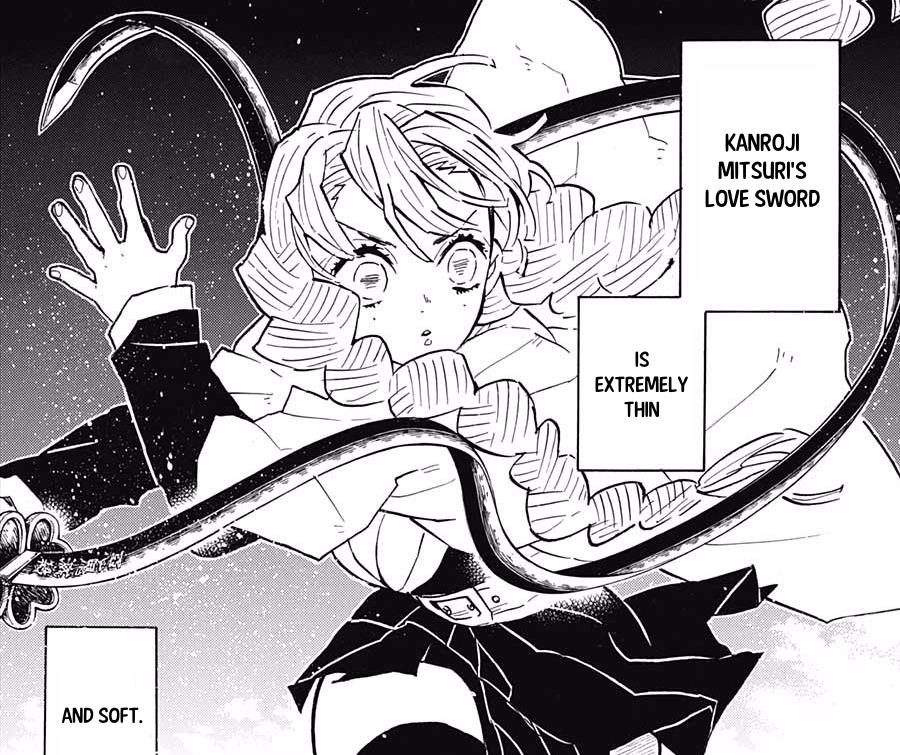 KANROJI
MITSURI'S
LOVE SWORD
IS
EXTREMELY
THIN
AND SOFT.